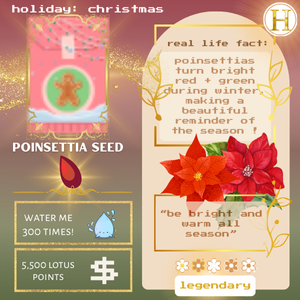 holiday: christmas
H
POINSETTIA SEED
WATER ME
300 TIMES!
5,500 LOTUS
POINTS
$
real life fact:
poinsettias
turn bright
red + green
during winter
making a
beautiful
reminder of
the season !
"be bright and
warm all
season"
legendary